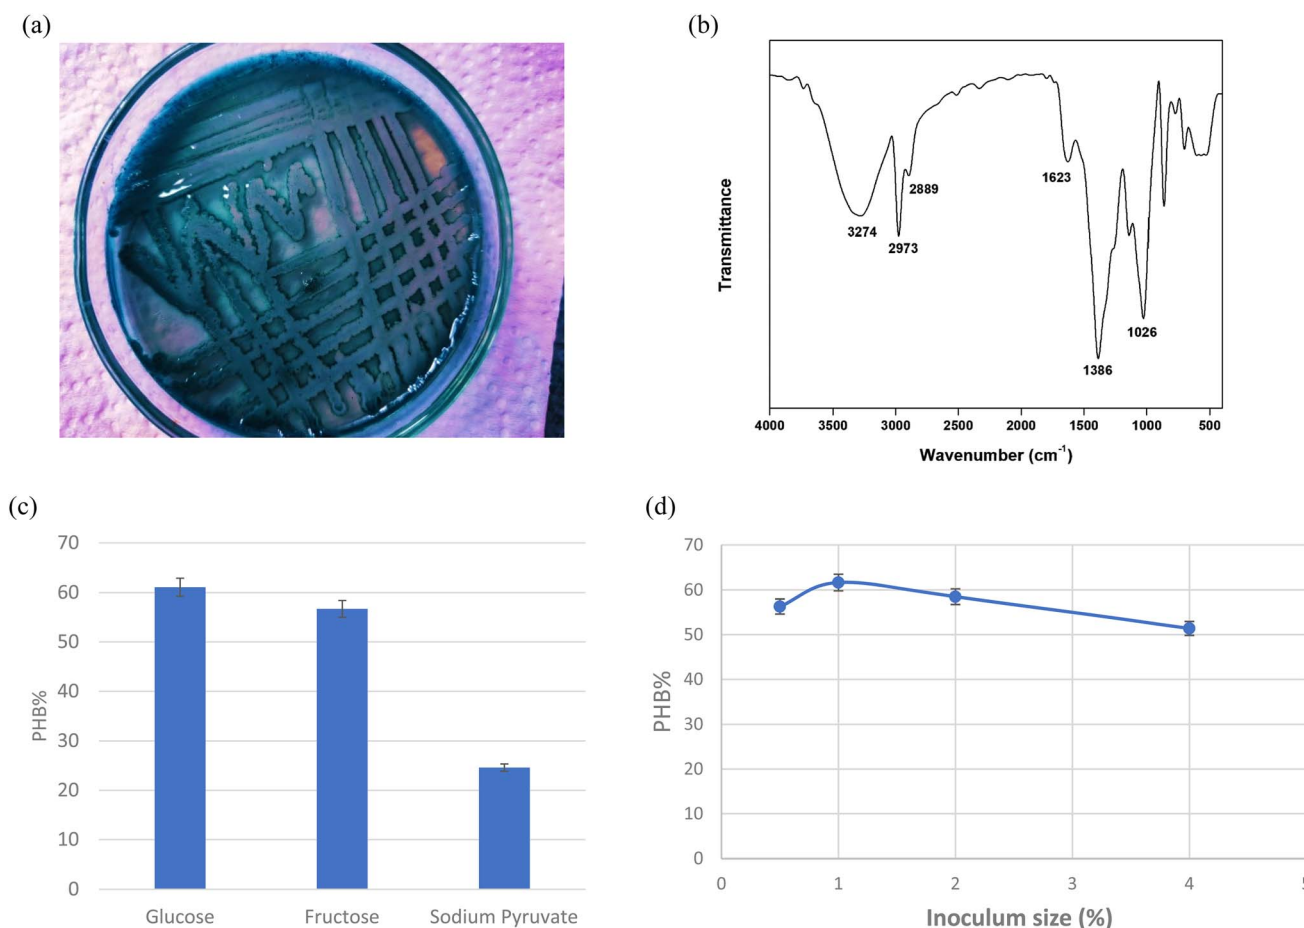 (a)
(b)
Transmittance
3274
2973
2889
1623
1386
1026
4000 3500 3000 2500 2000 1500 1000 500
Wavenumber (cm⁻¹)
(c)
PHB%
70
60
50
40
30
20
10
0
Glucose Fructose Sodium Pyruvate
(d)
PHB%
70
60
50
40
30
20
10
0
0 1 2 3 4 5
Inoculum size (%)